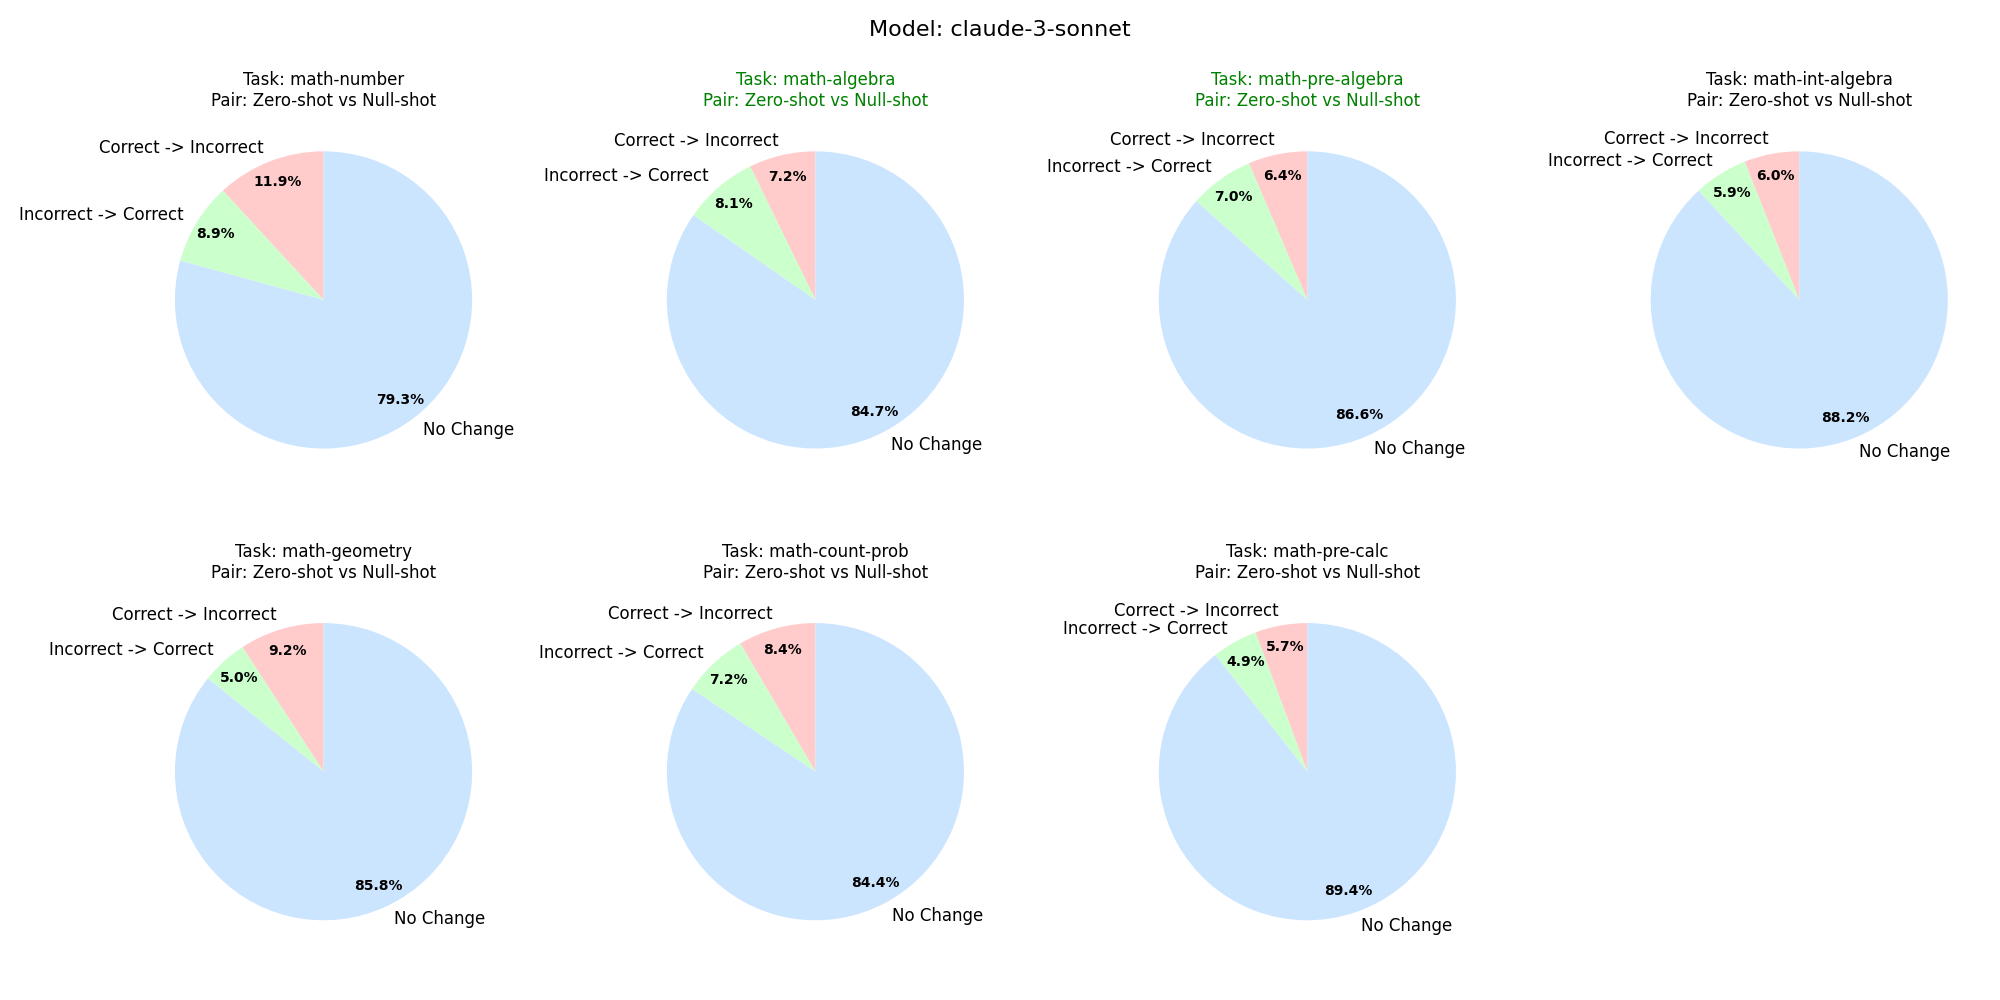 Model: claude-3-sonnet
Task: math-number
Pair: Zero-shot vs Null-shot
Correct -> Incorrect
11.9%
Incorrect -> Correct
8.9%
79.3%
No Change
Task: math-algebra
Pair: Zero-shot vs Null-shot
Correct -> Incorrect
7.2%
Incorrect -> Correct
8.1%
84.7%
No Change
Task: math-pre-algebra
Pair: Zero-shot vs Null-shot
Correct -> Incorrect
6.4%
Incorrect -> Correct
7.0%
86.6%
No Change
Task: math-int-algebra
Pair: Zero-shot vs Null-shot
Correct -> Incorrect
6.0%
Incorrect -> Correct
5.9%
88.2%
No Change
Task: math-geometry
Pair: Zero-shot vs Null-shot
Correct -> Incorrect
9.2%
Incorrect -> Correct
5.0%
85.8%
No Change
Task: math-count-prob
Pair: Zero-shot vs Null-shot
Correct -> Incorrect
8.4%
Incorrect -> Correct
7.2%
84.4%
No Change
Task: math-pre-calc
Pair: Zero-shot vs Null-shot
Correct -> Incorrect
5.7%
Incorrect -> Correct
4.9%
89.4%
No Change